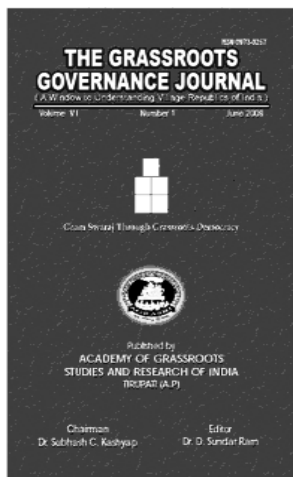 THE GRASSROOTS
GOVERNANCE JOURNAL
(A Window to Understanding Village Republics of India)
Volume VI Number 1 June 2008
Gram Swaraj Through Grassroots Democracy
Published by
ACADEMY OF GRASSROOTS
STUDIES AND RESEARCH OF INDIA
TIRUPATI (A.P.)
Chairman Editor
Dr. Subhash C. Kashyap Dr. D. Sundar Ram